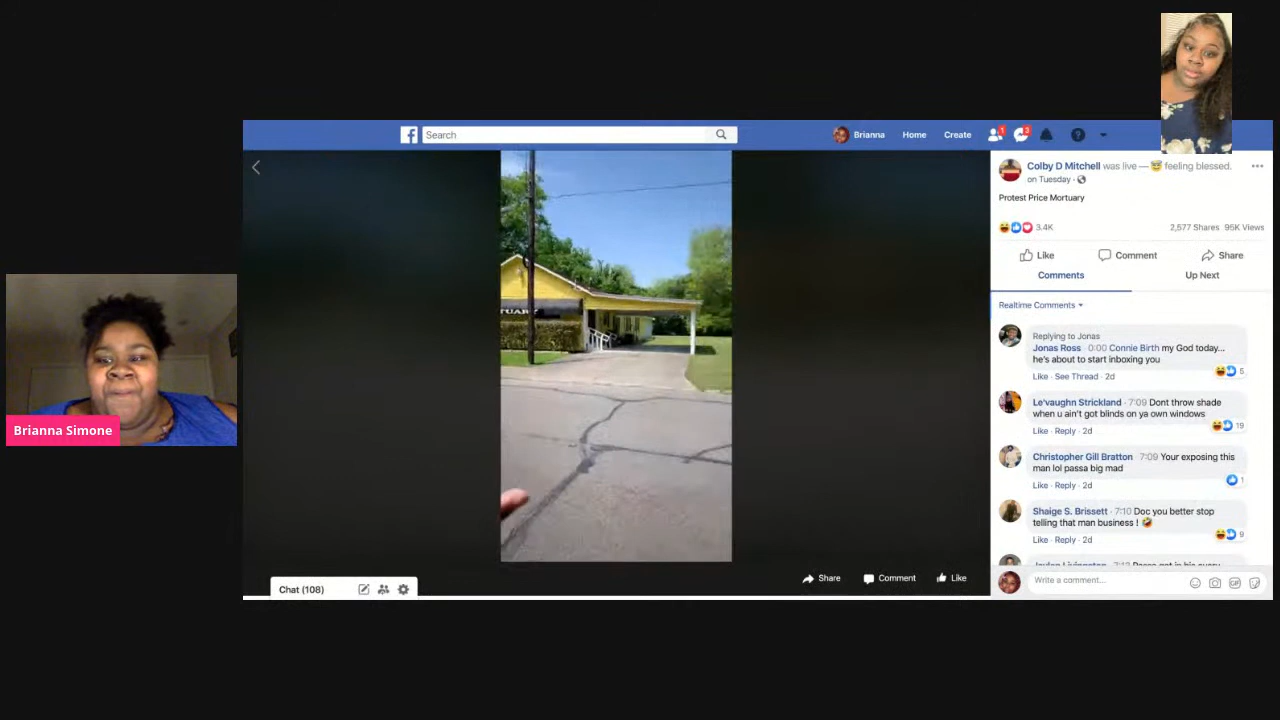 Search
Brianna Home Create 1 3
Colby D Mitchell was live — feeling blessed.
on Tuesday ·
Protest Price Mortuary
3.4K 2,577 Shares 95K Views
Like Comment Share
Comments Up Next
Realtime Comments
Replying to Jonas
Jonas Ross · 0:00 Connie Birth my God today...
he's about to start inboxing you
5
Like · See Thread · 2d
Le'vaughn Strickland · 7:09 Dont throw shade
when u ain't got blinds on ya own windows
19
Like · Reply · 2d
Christopher Gill Bratton · 7:09 Your exposing this
man lol passa big mad
1
Like · Reply · 2d
Shaige S. Brissett · 7:10 Doc you better stop
telling that man business !
9
Like · Reply · 2d
Write a comment...
TUARY
Brianna Simone
Share Comment Like
Chat (108)